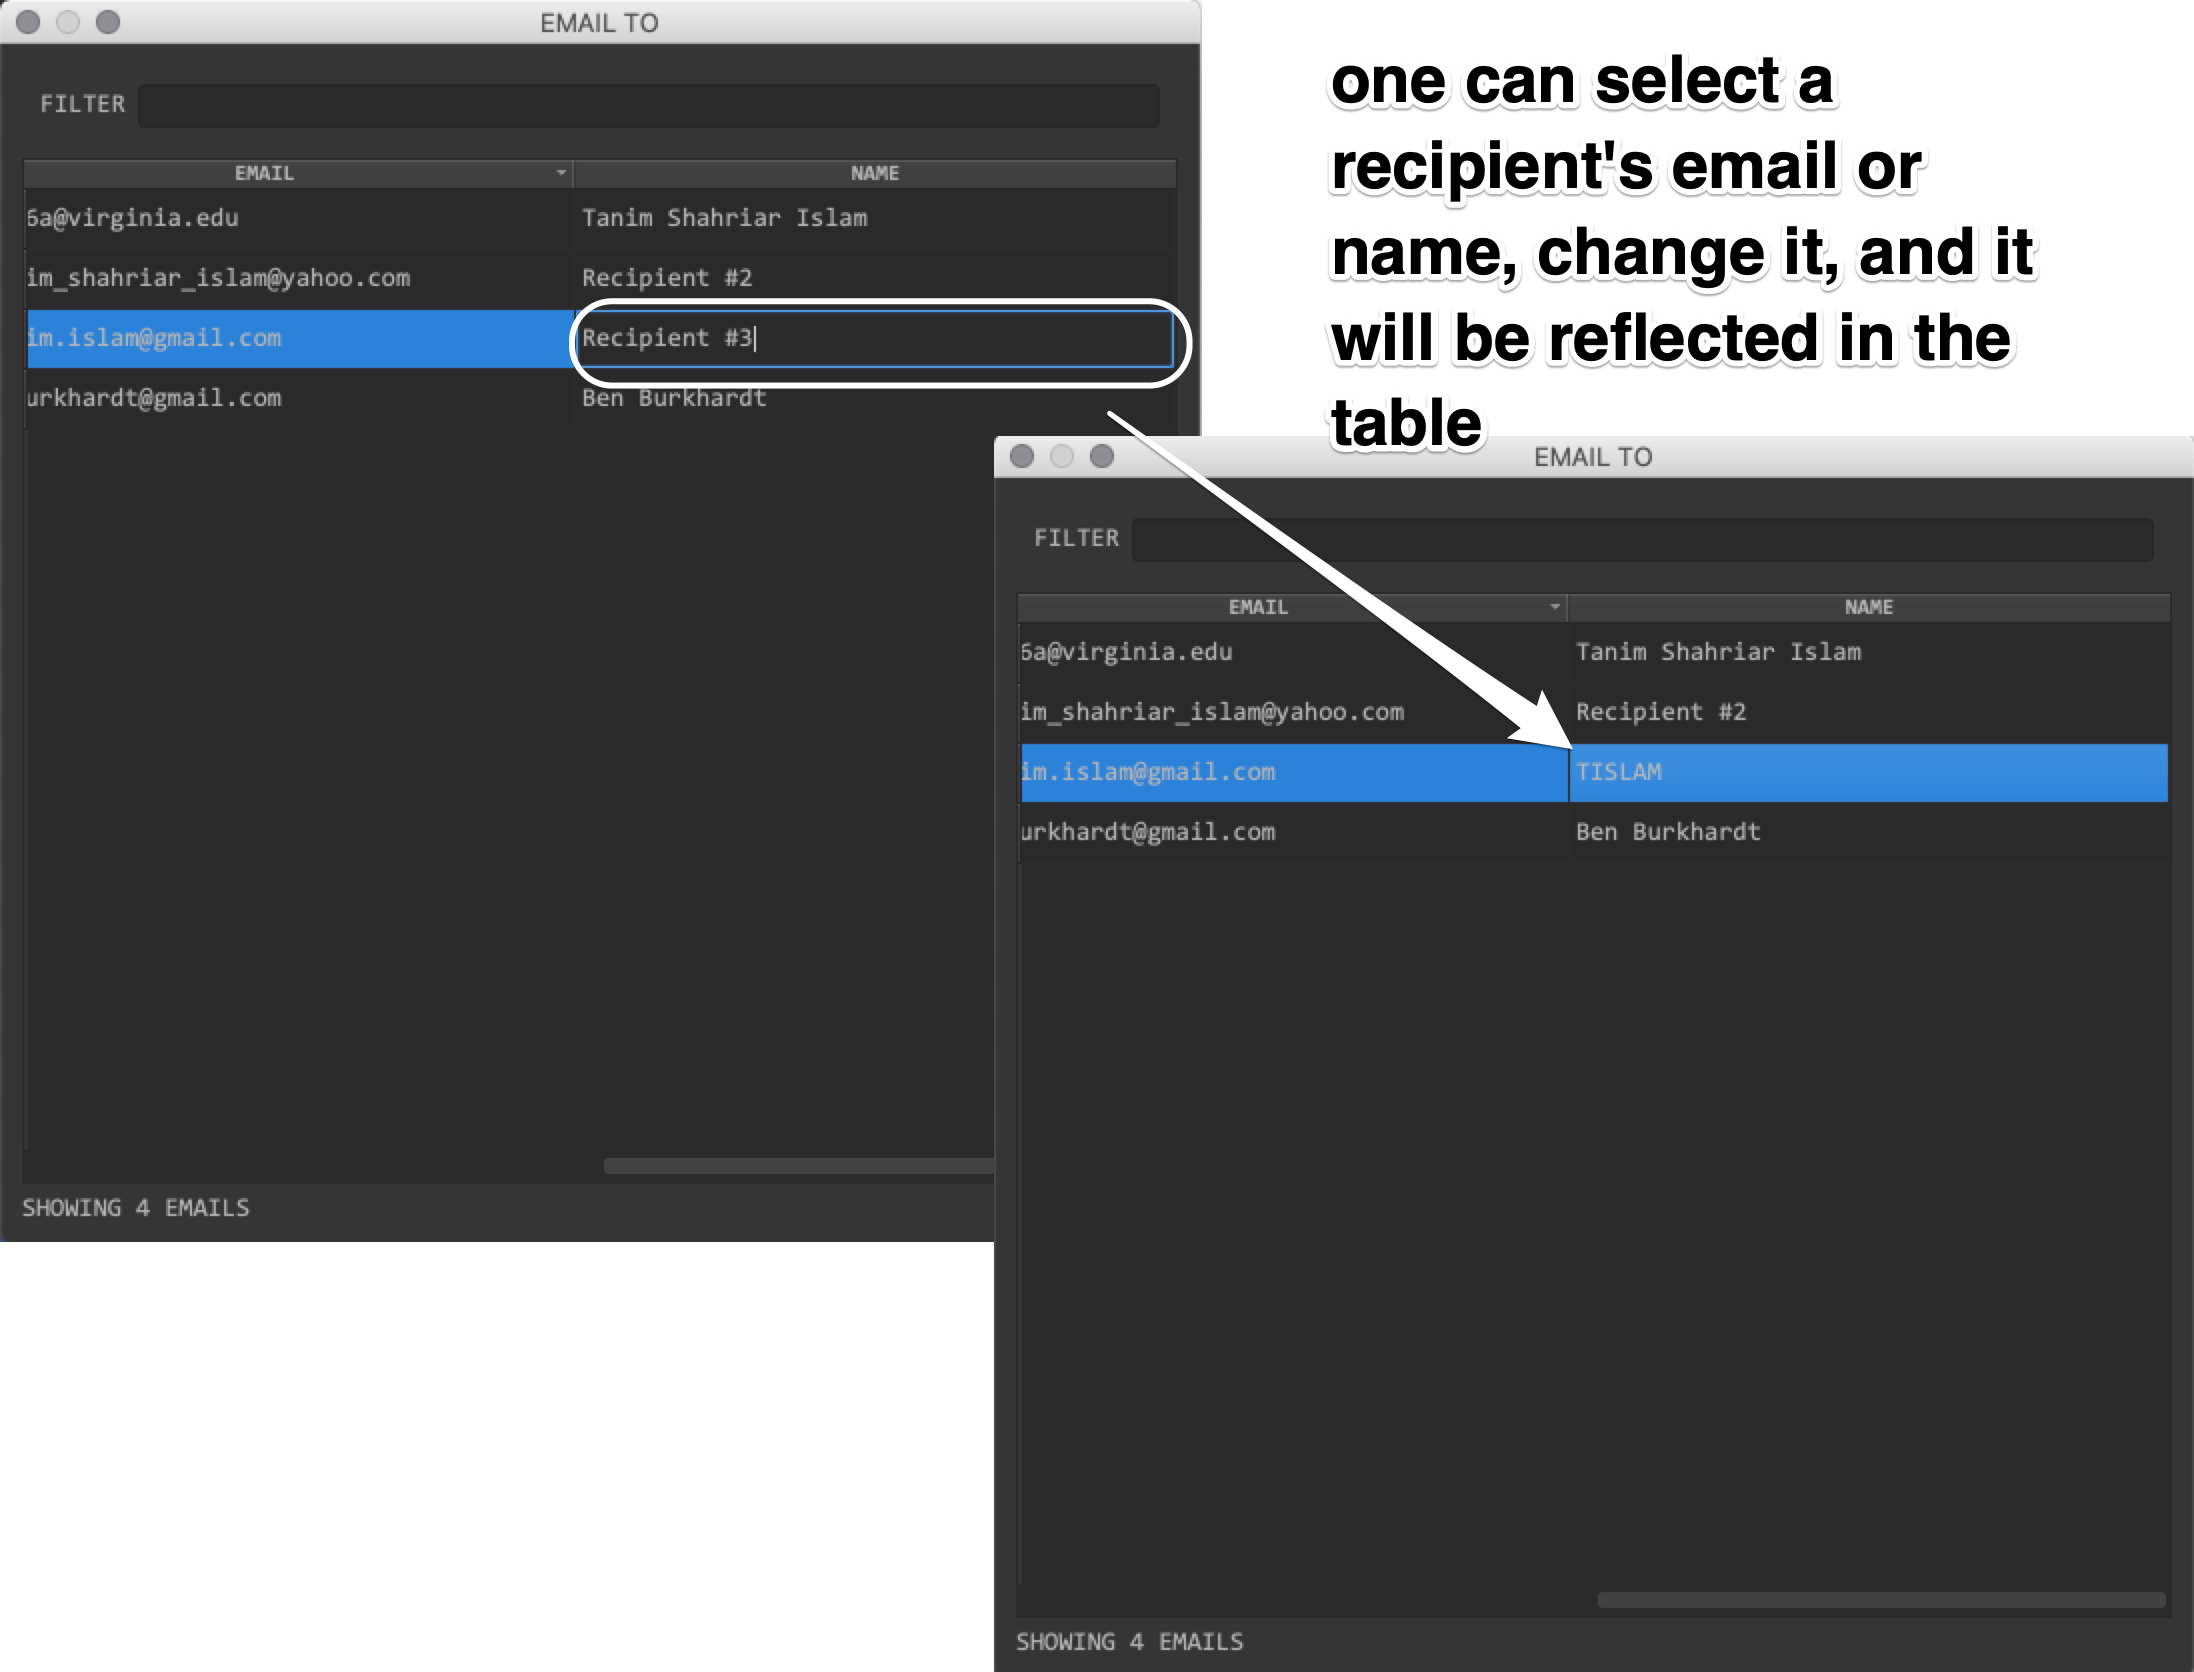 EMAIL TO
FILTER
EMAIL NAME
6a@virginia.edu Tanim Shahriar Islam
im_shahriar_islam@yahoo.com Recipient #2
im.islam@gmail.com Recipient #3
urkhardt@gmail.com Ben Burkhardt
SHOWING 4 EMAILS
one can select a
recipient's email or
name, change it, and it
will be reflected in the
table
EMAIL TO
FILTER
EMAIL NAME
6a@virginia.edu Tanim Shahriar Islam
im_shahriar_islam@yahoo.com Recipient #2
im.islam@gmail.com TISLAM
urkhardt@gmail.com Ben Burkhardt
SHOWING 4 EMAILS